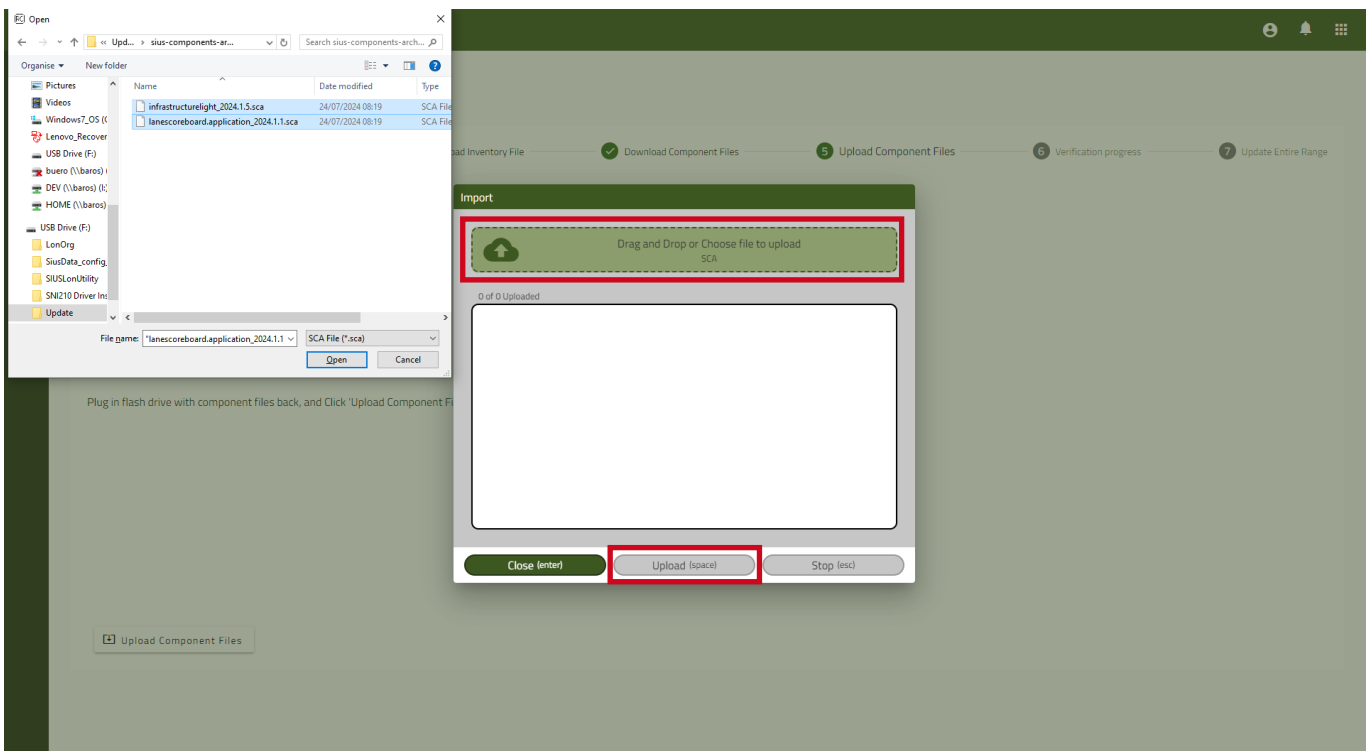 RC Open
« Upd... > sius-components-ar...
Search sius-components-arch...
Organise
New folder
Pictures
Videos
Windows7_OS (
Lenovo_Recover
USB Drive (F:)
buero (\\baros) (
DEV (\\baros) (I:)
HOME (\\baros)
USB Drive (F:)
LonOrg
SiusData_config_
SIUSLonUtility
SNI210 Driver Ins
Update
Name Date modified Type
infrastructurelight_2024.1.5.sca 24/07/2024 08:19 SCA File
lanescoreboard.application_2024.1.1.sca 24/07/2024 08:19 SCA File
File name: "lanescoreboard.application_2024.1.1
SCA File (*.sca)
Open Cancel
oad Inventory File
Download Component Files
5 Upload Component Files
6 Verification progress
7 Update Entire Range
Import
Drag and Drop or Choose file to upload
SCA
0 of 0 Uploaded
Close (enter)
Upload (space)
Stop (esc)
Plug in flash drive with component files back, and Click 'Upload Component Fi
Upload Component Files